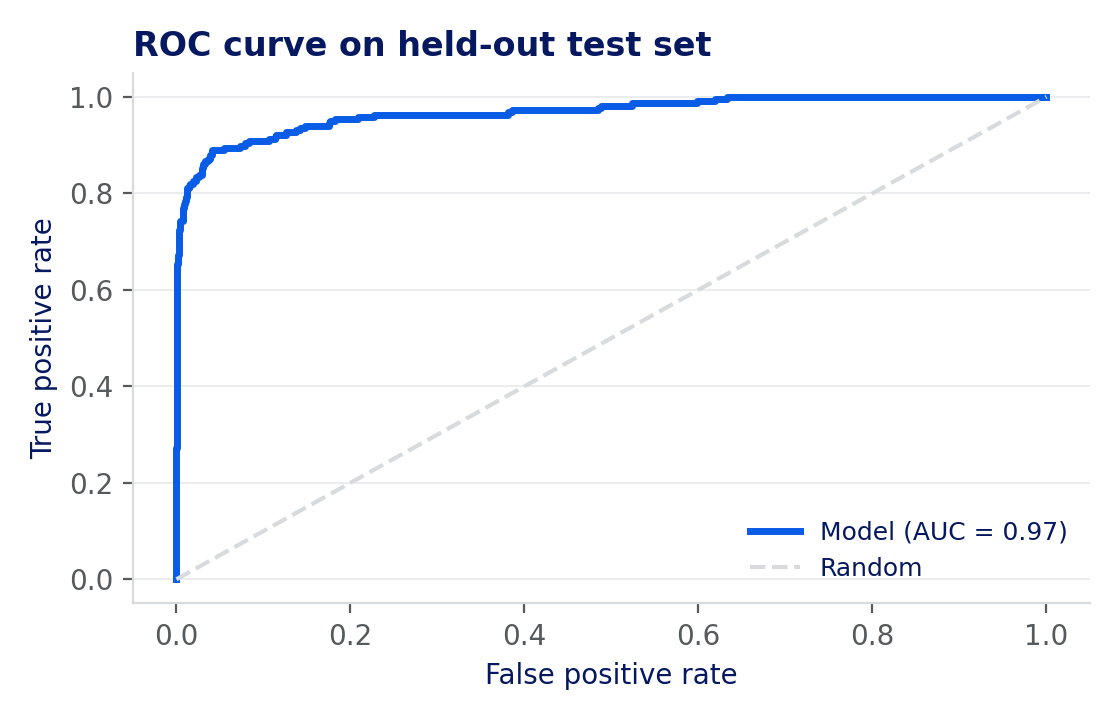 ROC curve on held-out test set
True positive rate
1.0
0.8
0.6
0.4
0.2
0.0
Model (AUC = 0.97)
Random
0.0 0.2 0.4 0.6 0.8 1.0
False positive rate